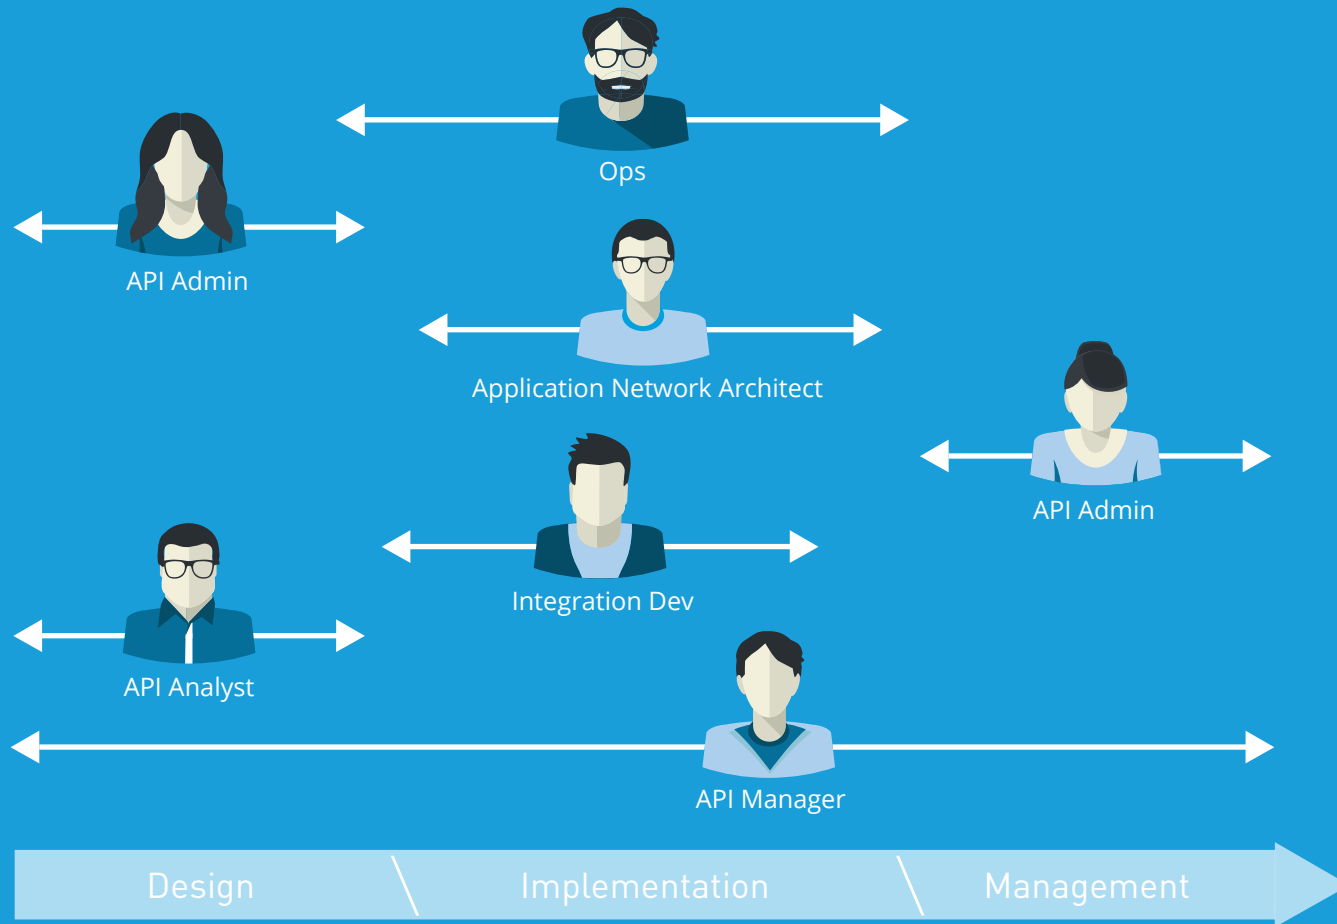 Ops
API Admin
Application Network Architect
API Admin
Integration Dev
API Analyst
API Manager
Design
Implementation
Management